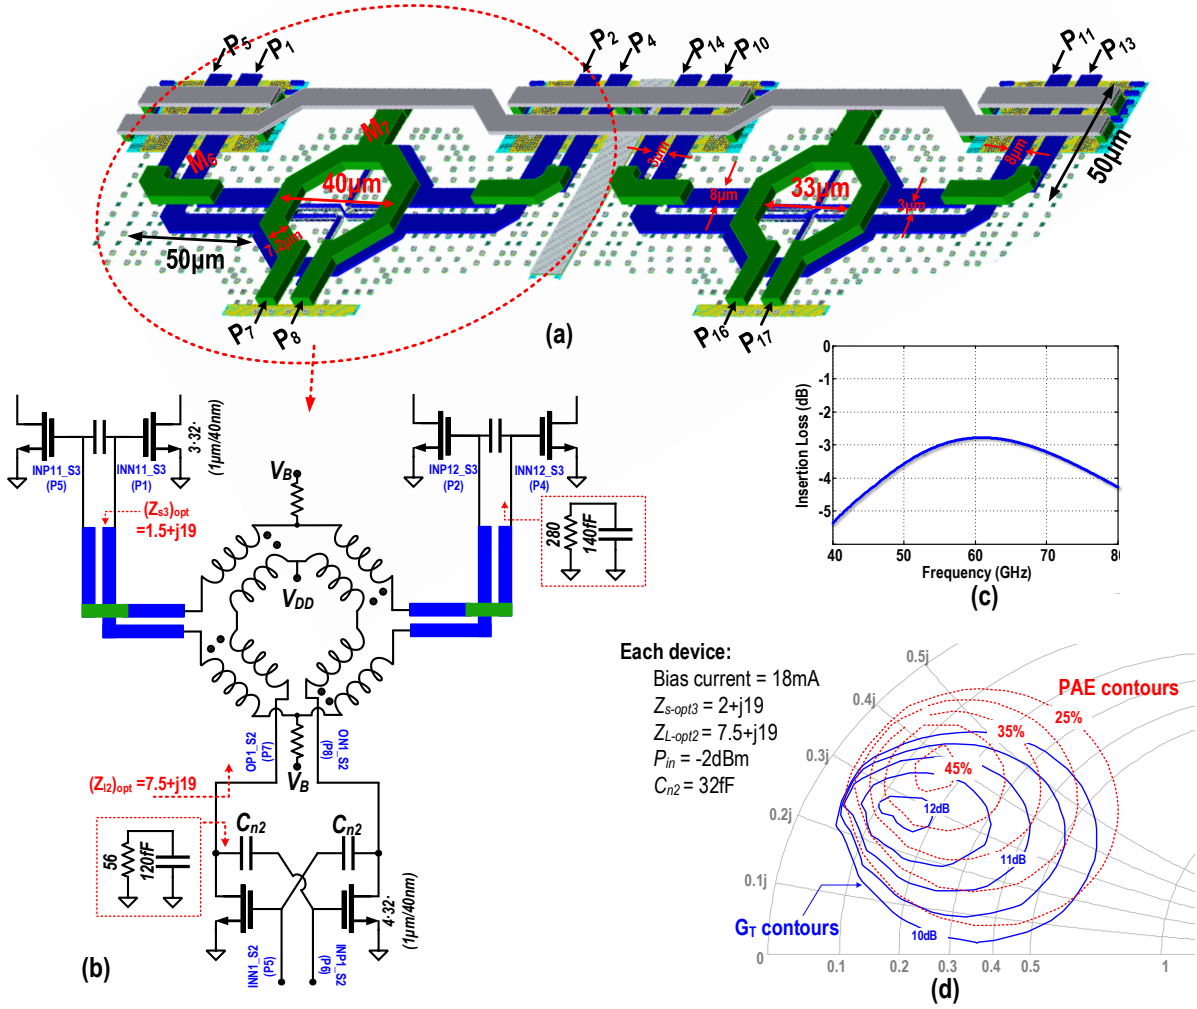 P5 P1 P2 P4 P14 P10 P11 P13
M6 M7
40μm 33μm
3μm 8μm 8μm 3μm
7.2μm
50μm 50μm
P7 P8 P16 P17
(a)
VB
3·32·
(1μm/40nm)
INP11_S3
(P5)
INN11_S3
(P1)
INP12_S3
(P2)
INN12_S3
(P4)
(Zs3)opt
=1.5+j19
280
140fF
VDD
VB
OP1_S2
(P7)
ON1_S2
(P8)
(Zl2)opt =7.5+j19
56
120fF
Cn2 Cn2
4·32·
(1μm/40nm)
INN1_S2
(P5)
INP1_S2
(P6)
(b)
Insertion Loss (dB)
0
-1
-2
-3
-4
-5
40 50 60 70 80
Frequency (GHz)
(c)
Each device:
Bias current = 18mA
Zs-opt3 = 2+j19
ZL-opt2 = 7.5+j19
Pin = -2dBm
Cn2 = 32fF
0.5j
0.4j
0.3j
0.2j
0.1j
0 0.1 0.2 0.3 0.4 0.5 1
PAE contours
25%
35%
45%
12dB
11dB
10dB
GT contours
(d)